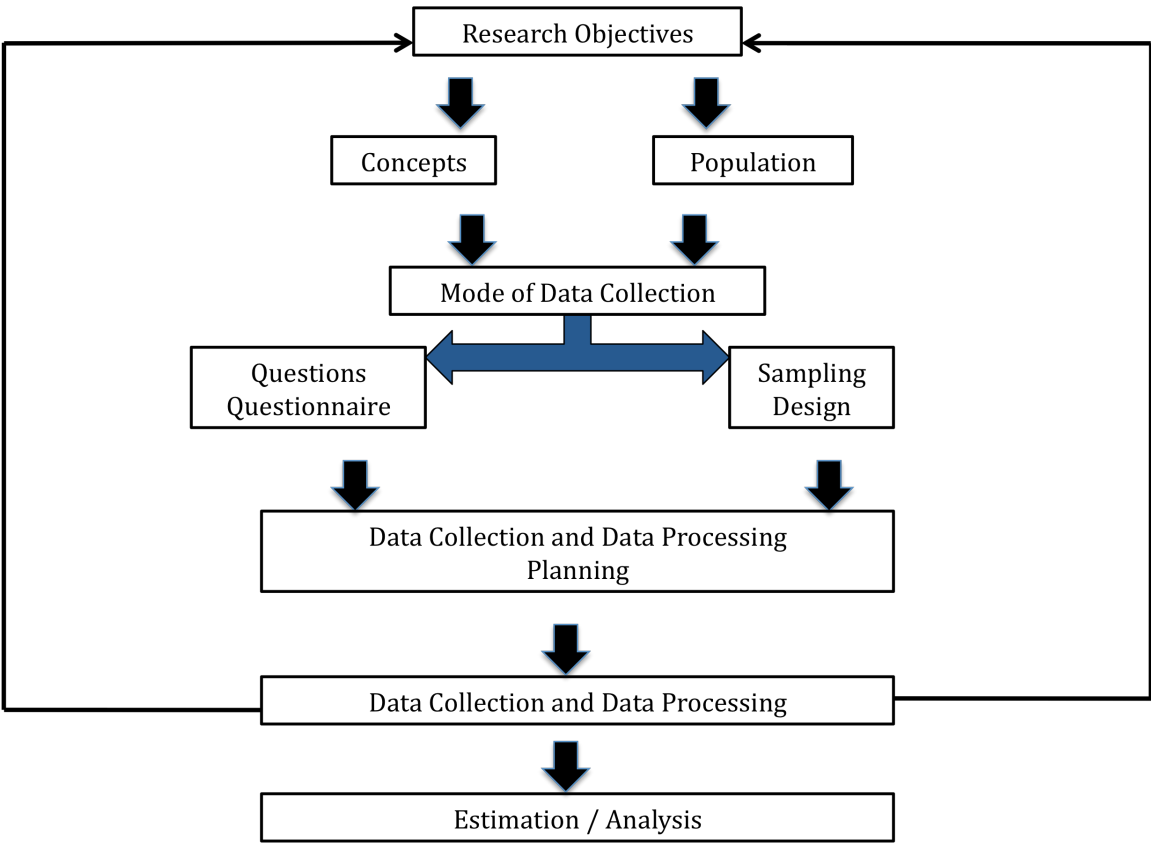 Research Objectives
Concepts
Population
Mode of Data Collection
Questions
Questionnaire
Sampling
Design
Data Collection and Data Processing
Planning
Data Collection and Data Processing
Estimation / Analysis